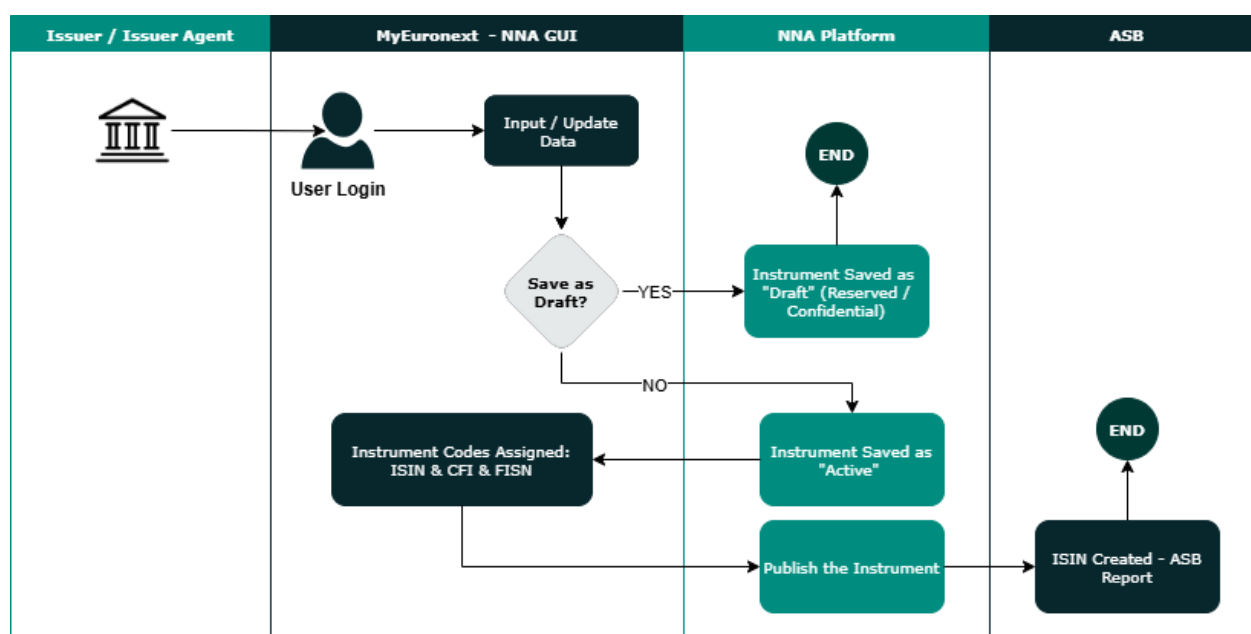 Issuer / Issuer Agent
MyEuronext - NNA GUI
NNA Platform
ASB
User Login
Input / Update
Data
END
Save as
Draft?
YES
Instrument Saved as
"Draft" (Reserved /
Confidential)
NO
Instrument Codes Assigned:
ISIN & CFI & FISN
Instrument Saved as
"Active"
END
Publish the Instrument
ISIN Created - ASB
Report